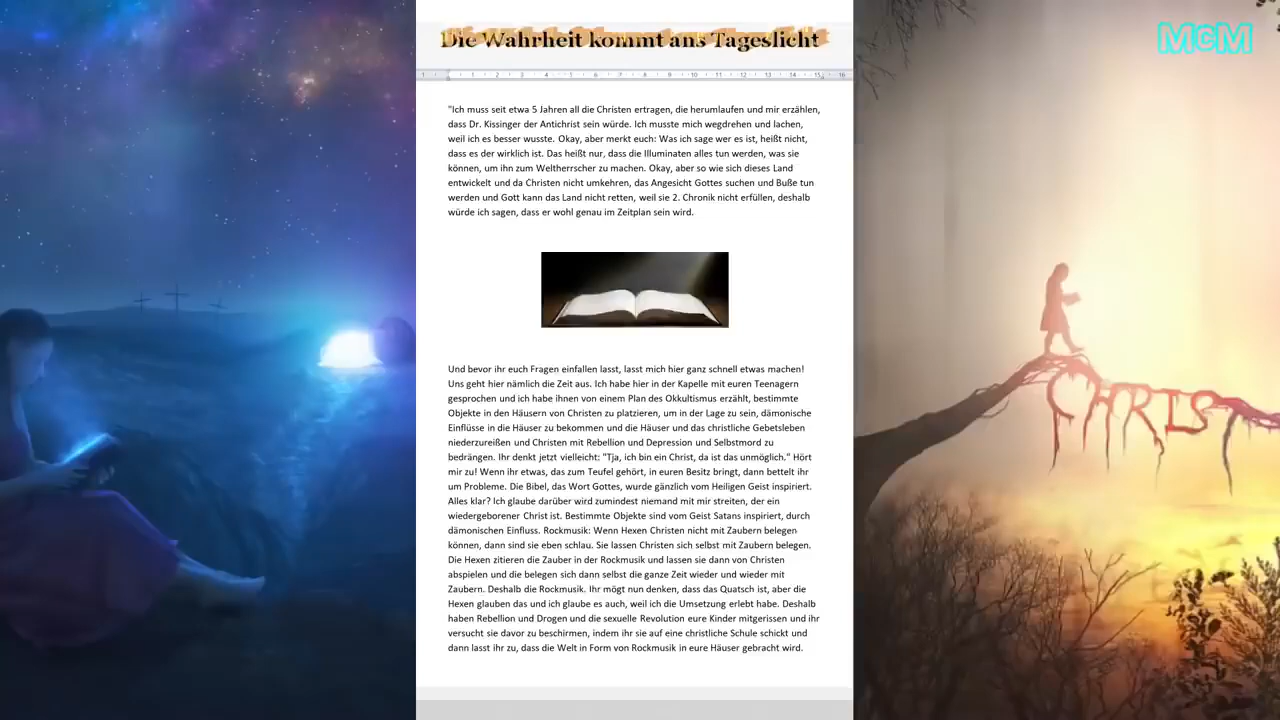 Die Wahrheit kommt ans Tageslicht
McM
1 1 2 3 4 5 6 7 8 9 10 11 12 13 14 15 16
"Ich muss seit etwa 5 Jahren all die Christen ertragen, die herumlaufen und mir erzählen,
dass Dr. Kissinger der Antichrist sein würde. Ich musste mich wegdrehen und lachen,
weil ich es besser wusste. Okay, aber merkt euch: Was ich sage wer es ist, heißt nicht,
dass es der wirklich ist. Das heißt nur, dass die Illuminaten alles tun werden, was sie
können, um ihn zum Weltherrscher zu machen. Okay, aber so wie sich dieses Land
entwickelt und da Christen nicht umkehren, das Angesicht Gottes suchen und Buße tun
werden und Gott kann das Land nicht retten, weil sie 2. Chronik nicht erfüllen, deshalb
würde ich sagen, dass er wohl genau im Zeitplan sein wird.
CHRIST
Und bevor ihr euch Fragen einfallen lasst, lasst mich hier ganz schnell etwas machen!
Uns geht hier nämlich die Zeit aus. Ich habe hier in der Kapelle mit euren Teenagern
gesprochen und ich habe ihnen von einem Plan des Okkultismus erzählt, bestimmte
Objekte in den Häusern von Christen zu platzieren, um in der Lage zu sein, dämonische
Einflüsse in die Häuser zu bekommen und die Häuser und das christliche Gebetsleben
niederzureißen und Christen mit Rebellion und Depression und Selbstmord zu
bedrängen. Ihr denkt jetzt vielleicht: "Tja, ich bin ein Christ, da ist das unmöglich." Hört
mir zu! Wenn ihr etwas, das zum Teufel gehört, in euren Besitz bringt, dann bettelt ihr
um Probleme. Die Bibel, das Wort Gottes, wurde gänzlich vom Heiligen Geist inspiriert.
Alles klar? Ich glaube darüber wird zumindest niemand mit mir streiten, der ein
wiedergeborener Christ ist. Bestimmte Objekte sind vom Geist Satans inspiriert, durch
dämonischen Einfluss. Rockmusik: Wenn Hexen Christen nicht mit Zaubern belegen
können, dann sind sie eben schlau. Sie lassen Christen sich selbst mit Zaubern belegen.
Die Hexen zitieren die Zauber in der Rockmusik und lassen sie dann von Christen
abspielen und die belegen sich dann selbst die ganze Zeit wieder und wieder mit
Zaubern. Deshalb die Rockmusik. Ihr mögt nun denken, dass das Quatsch ist, aber die
Hexen glauben das und ich glaube es auch, weil ich die Umsetzung erlebt habe. Deshalb
haben Rebellion und Drogen und die sexuelle Revolution eure Kinder mitgerissen und ihr
versucht sie davor zu beschirmen, indem ihr sie auf eine christliche Schule schickt und
dann lasst ihr zu, dass die Welt in Form von Rockmusik in eure Häuser gebracht wird.